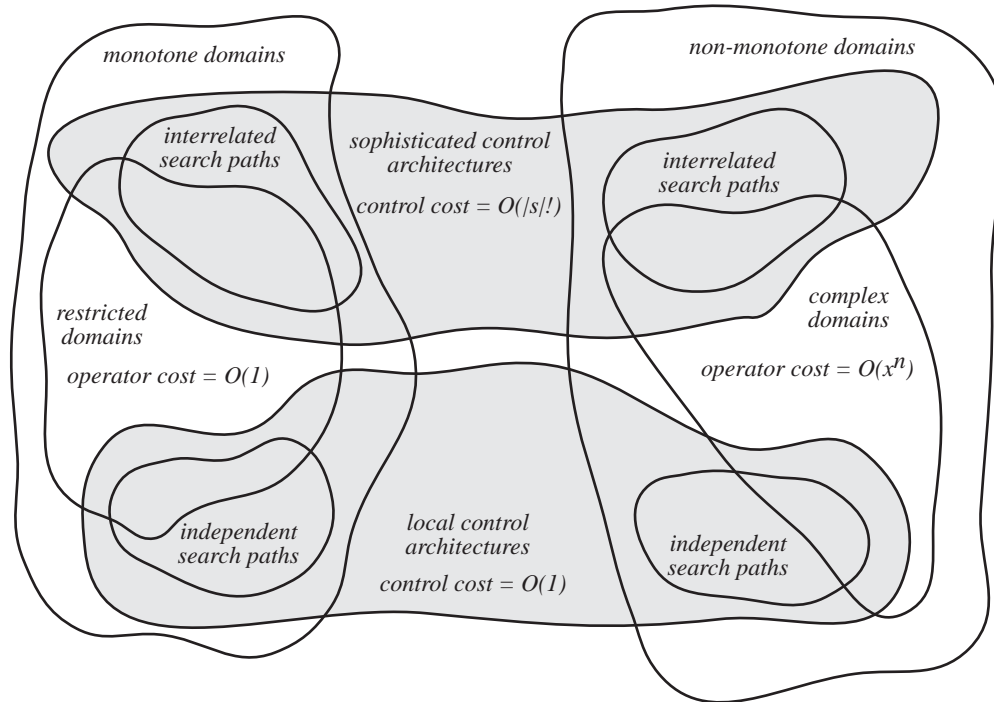 monotone domains
non-monotone domains
interrelated
search paths
sophisticated control
architectures
control cost = O(|s|!)
interrelated
search paths
restricted
domains
operator cost = O(1)
complex
domains
operator cost = O(xⁿ)
independent
search paths
local control
architectures
control cost = O(1)
independent
search paths